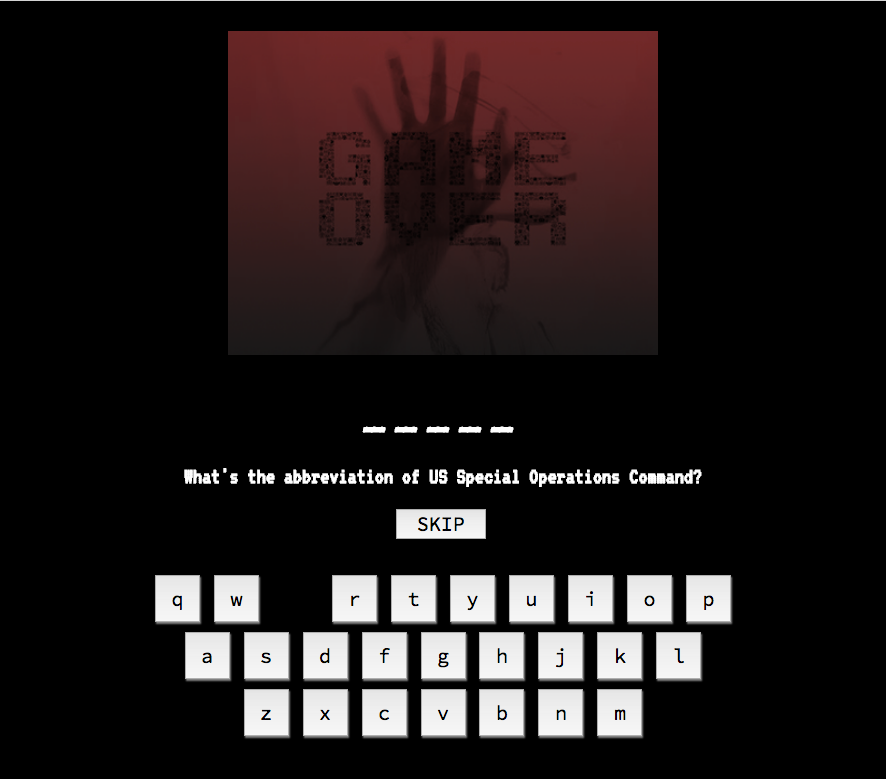 GAME
OVER
_ _ _ _ _
What's the abbreviation of US Special Operations Command?
SKIP
q w r t y u i o p
a s d f g h j k l
z x c v b n m